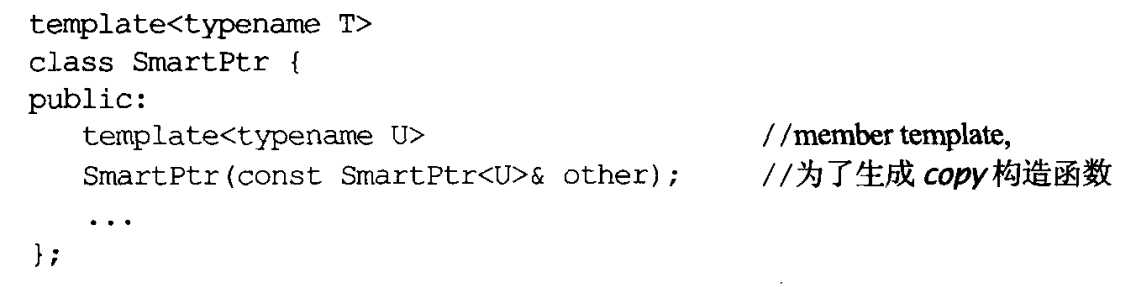 template<typename T>
class SmartPtr {
public:
template<typename U> //member template,
SmartPtr(const SmartPtr<U>& other); //为了生成 copy 构造函数
...
};